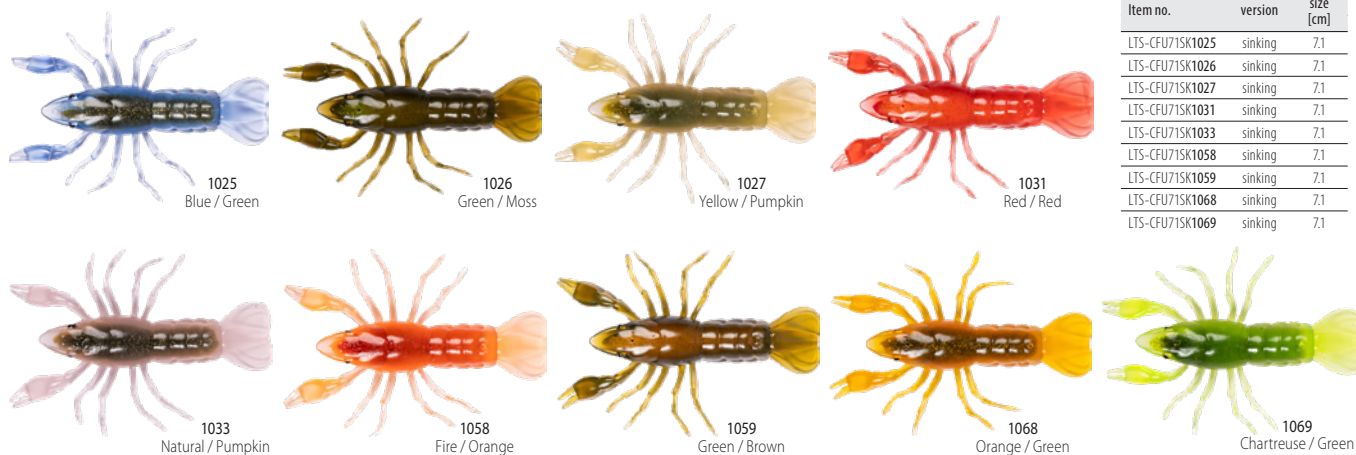 1025
Blue / Green
1026
Green / Moss
1027
Yellow / Pumpkin
1031
Red / Red
Item no. version size [cm]
LTS-CFU71SK1025 sinking 7.1
LTS-CFU71SK1026 sinking 7.1
LTS-CFU71SK1027 sinking 7.1
LTS-CFU71SK1031 sinking 7.1
LTS-CFU71SK1033 sinking 7.1
LTS-CFU71SK1058 sinking 7.1
LTS-CFU71SK1059 sinking 7.1
LTS-CFU71SK1068 sinking 7.1
LTS-CFU71SK1069 sinking 7.1
1033
Natural / Pumpkin
1058
Fire / Orange
1059
Green / Brown
1068
Orange / Green
1069
Chartreuse / Green